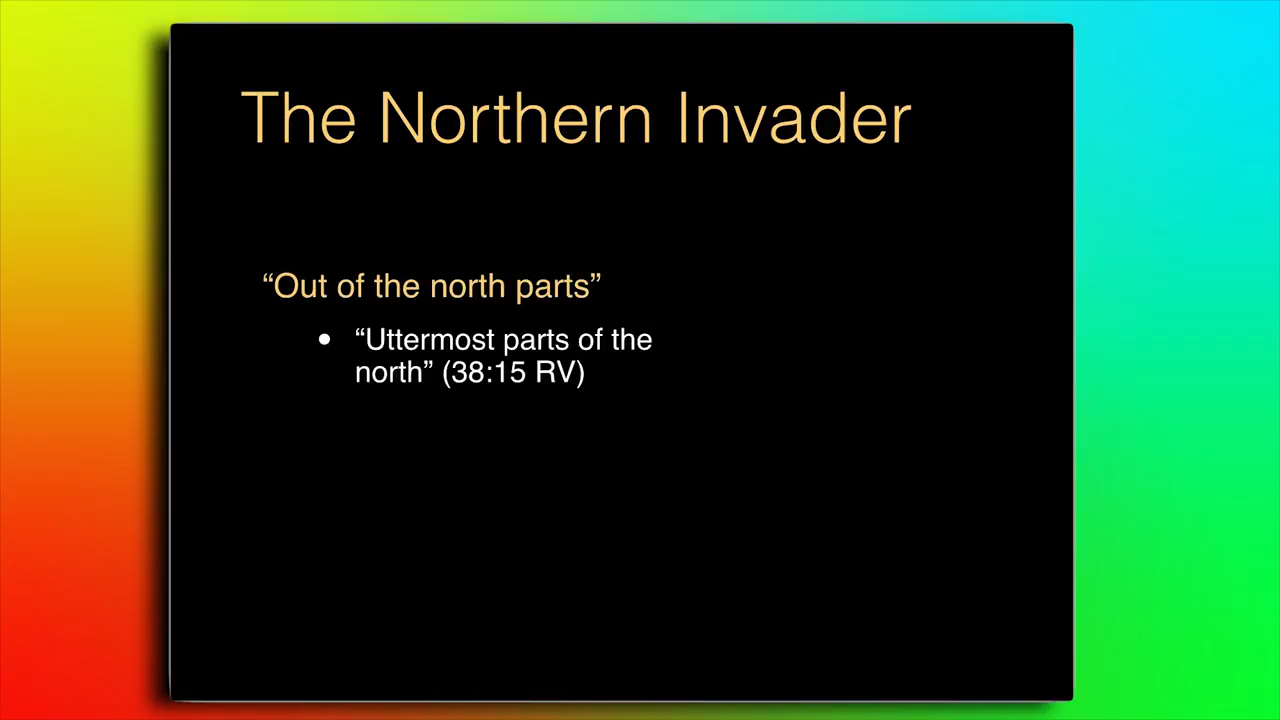 The Northern Invader
“Out of the north parts”
• “Uttermost parts of the
north” (38:15 RV)